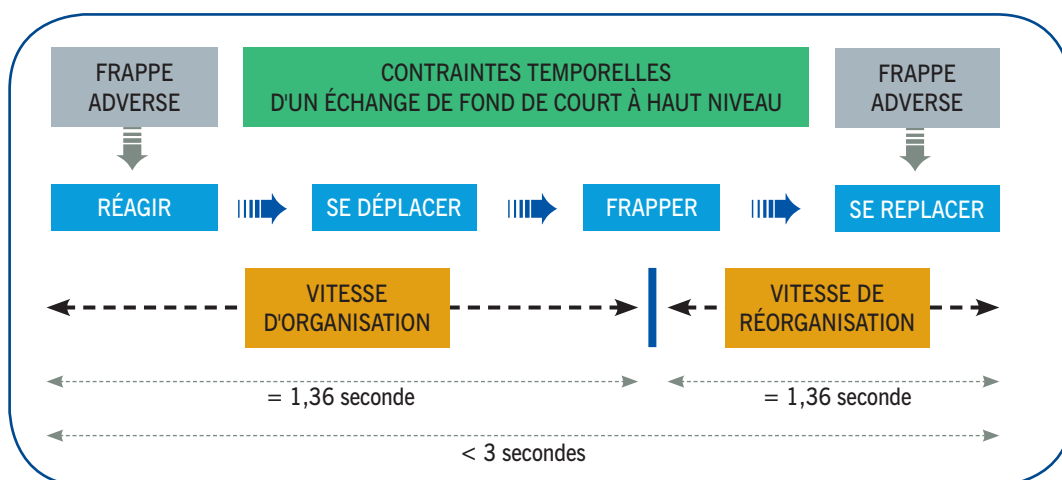 FRAPPE
ADVERSE
CONTRAINTES TEMPORELLES
D'UN ÉCHANGE DE FOND DE COURT À HAUT NIVEAU
FRAPPE
ADVERSE
RÉAGIR
SE DÉPLACER
FRAPPER
SE REPLACER
VITESSE
D'ORGANISATION
VITESSE DE
RÉORGANISATION
= 1,36 seconde
= 1,36 seconde
< 3 secondes